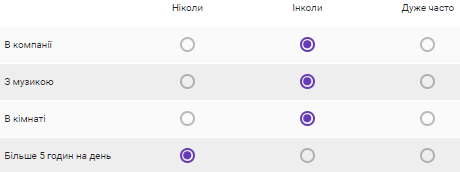 Ніколи Інколи Дуже часто
В компанії
З музикою
В кімнаті
Більше 5 годин на день